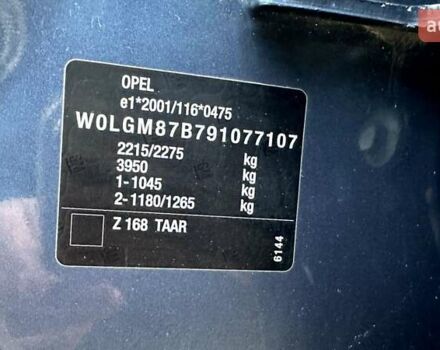 OPEL
e1*2001/116*0475
W0LGM87B791077107
2215/2275 kg
3950 kg
1-1045 kg
2-1180/1265 kg
Z 168 TAAR
6144